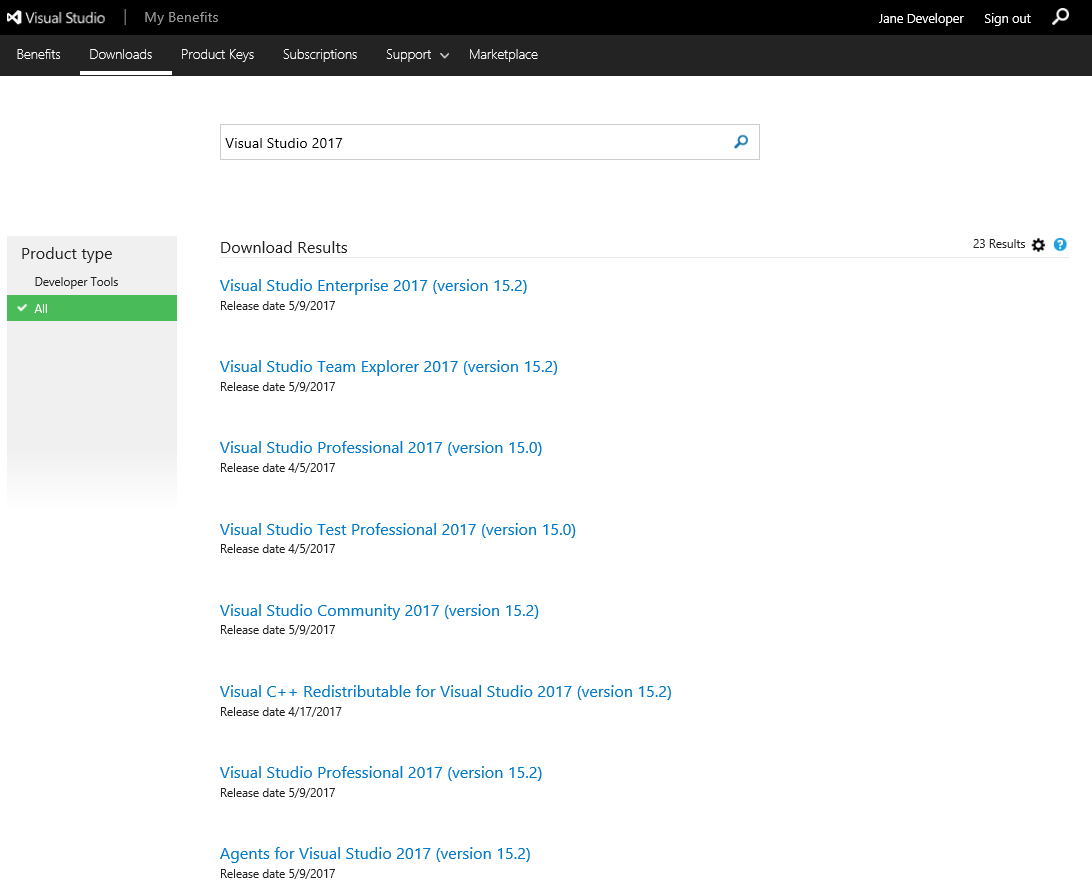 Visual Studio | My Benefits Jane Developer Sign out
Benefits Downloads Product Keys Subscriptions Support Marketplace
Visual Studio 2017
Product type
Developer Tools
All
Download Results 23 Results ?
Visual Studio Enterprise 2017 (version 15.2)
Release date 5/9/2017
Visual Studio Team Explorer 2017 (version 15.2)
Release date 5/9/2017
Visual Studio Professional 2017 (version 15.0)
Release date 4/5/2017
Visual Studio Test Professional 2017 (version 15.0)
Release date 4/5/2017
Visual Studio Community 2017 (version 15.2)
Release date 5/9/2017
Visual C++ Redistributable for Visual Studio 2017 (version 15.2)
Release date 4/17/2017
Visual Studio Professional 2017 (version 15.2)
Release date 5/9/2017
Agents for Visual Studio 2017 (version 15.2)
Release date 5/9/2017